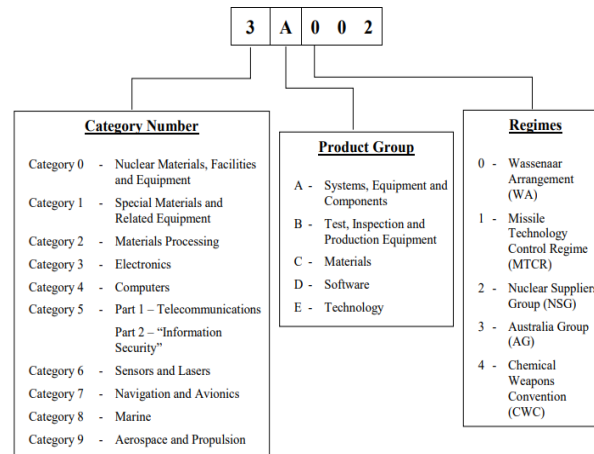 3 A 0 0 2
Category Number
Category 0 - Nuclear Materials, Facilities
and Equipment
Category 1 - Special Materials and
Related Equipment
Category 2 - Materials Processing
Category 3 - Electronics
Category 4 - Computers
Category 5 - Part 1 – Telecommunications
Part 2 – “Information
Security”
Category 6 - Sensors and Lasers
Category 7 - Navigation and Avionics
Category 8 - Marine
Category 9 - Aerospace and Propulsion
Product Group
A - Systems, Equipment and
Components
B - Test, Inspection and
Production Equipment
C - Materials
D - Software
E - Technology
Regimes
0 - Wassenaar
Arrangement
(WA)
1 - Missile
Technology
Control Regime
(MTCR)
2 - Nuclear Suppliers
Group (NSG)
3 - Australia Group
(AG)
4 - Chemical
Weapons
Convention
(CWC)